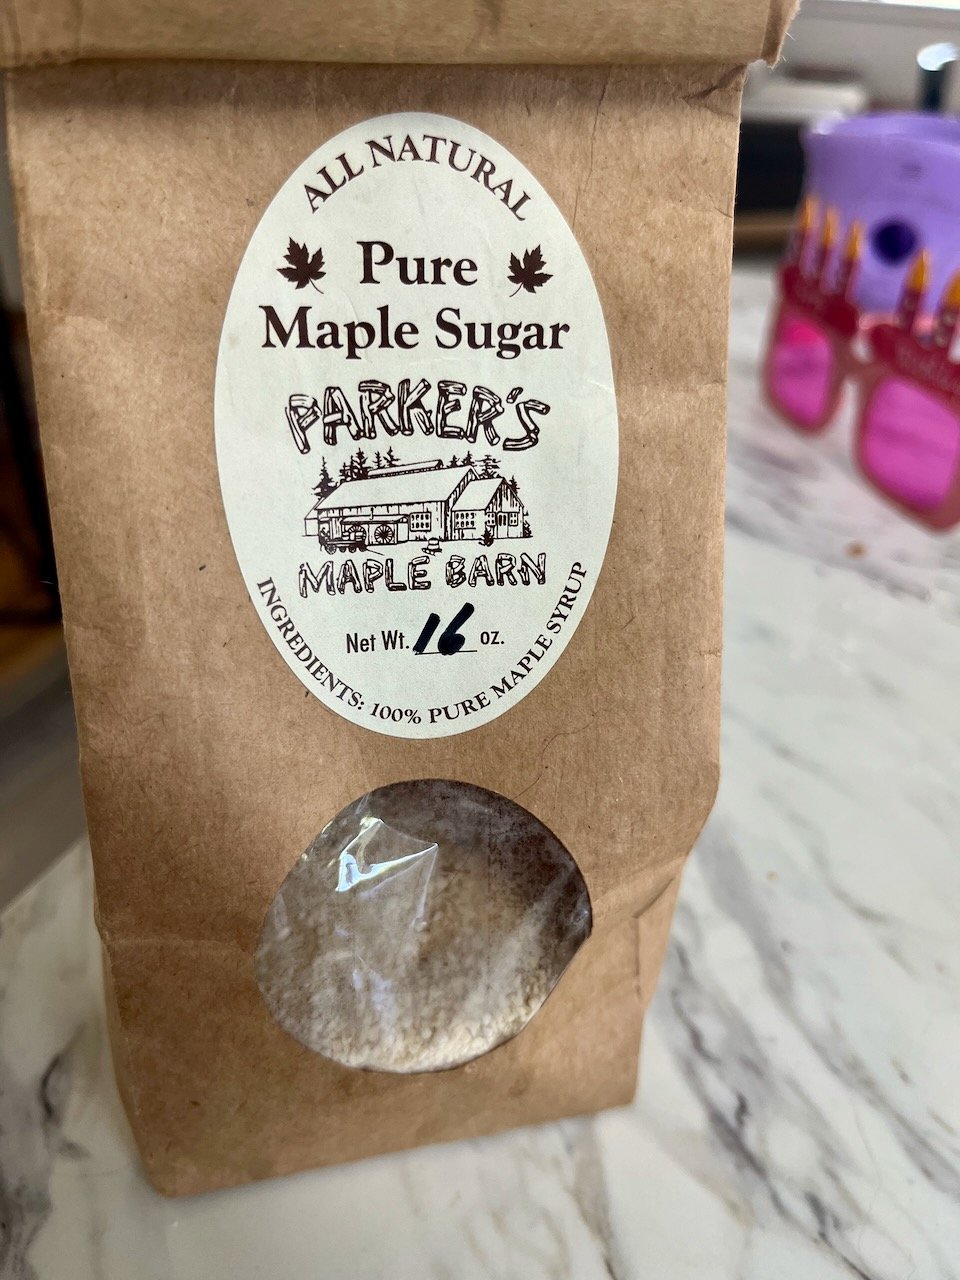 ALL NATURAL
Pure
Maple Sugar
PARKER'S
MAPLE BARN
Net Wt. 16 oz.
INGREDIENTS: 100% PURE MAPLE SYRUP